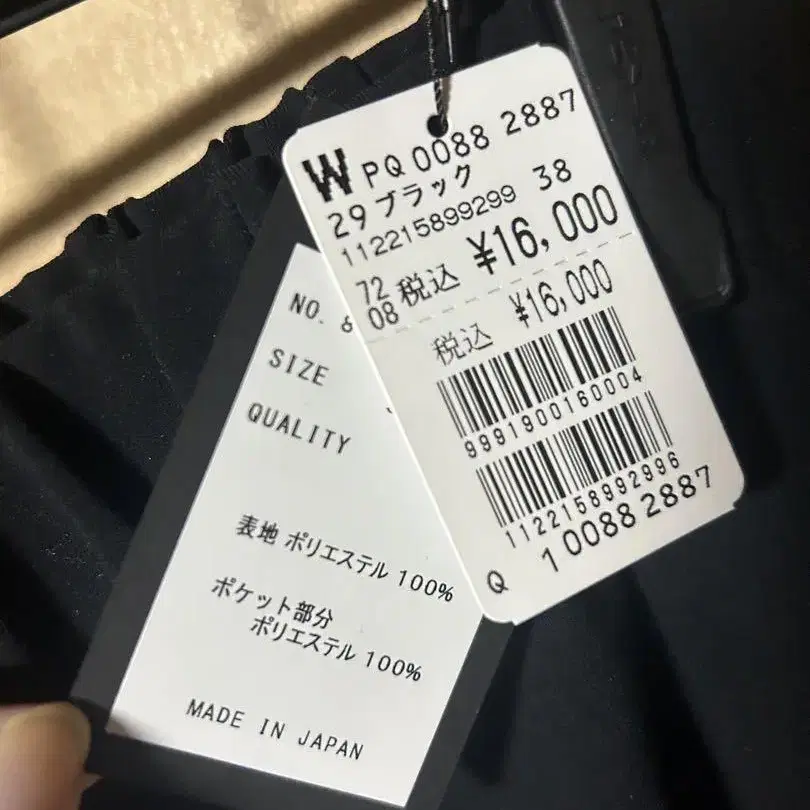 W PQ 0088 2887
29 ブラック
112215899299 38
72
08 税込 ¥16,000
税込 ¥16,000
9991900160004
1122158992996
Q 1 0088 2887
NO.
SIZE
QUALITY
表地 ポリエステル 100%
ポケット部分
ポリエステル 100%
MADE IN JAPAN